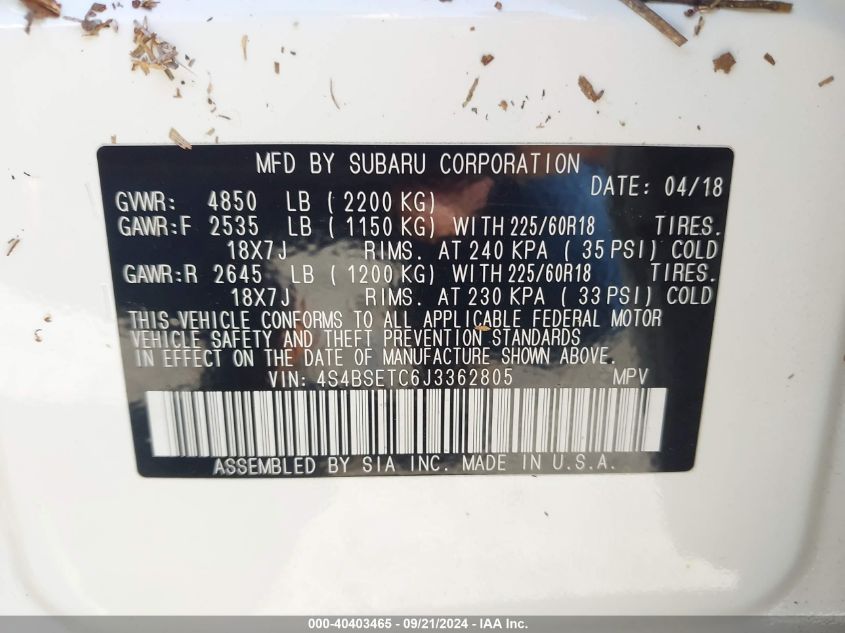 MFD BY SUBARU CORPORATION
DATE: 04/18
GVWR: 4850 LB ( 2200 KG)
GAWR:F 2535 LB ( 1150 KG) WITH 225/60R18 TIRES.
18X7J RIMS. AT 240 KPA ( 35 PSI) COLD
GAWR:R 2645 LB ( 1200 KG) WITH 225/60R18 TIRES.
18X7J RIMS. AT 230 KPA ( 33 PSI) COLD
THIS VEHICLE CONFORMS TO ALL APPLICABLE FEDERAL MOTOR
VEHICLE SAFETY AND THEFT PREVENTION STANDARDS
IN EFFECT ON THE DATE OF MANUFACTURE SHOWN ABOVE.
VIN: 4S4BSETC6J3362805 MPV
ASSEMBLED BY SIA INC. MADE IN U.S.A.
000-40403465 - 09/21/2024 - IAA Inc.